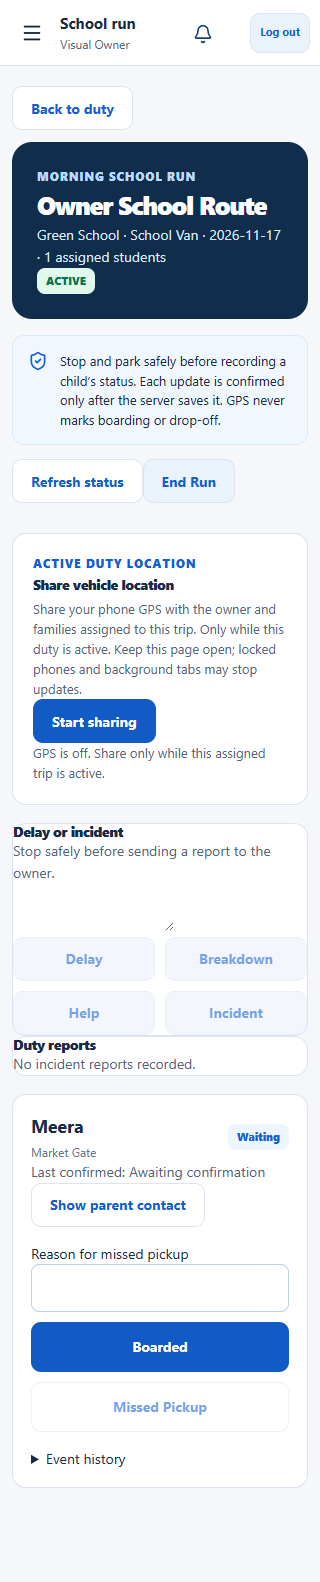 School run
Visual Owner
Log out
Back to duty
MORNING SCHOOL RUN
Owner School Route
Green School · School Van · 2026-11-17
· 1 assigned students
ACTIVE
Stop and park safely before recording a
child's status. Each update is confirmed
only after the server saves it. GPS never
marks boarding or drop-off.
Refresh status
End Run
ACTIVE DUTY LOCATION
Share vehicle location
Share your phone GPS with the owner and
families assigned to this trip. Only while this
duty is active. Keep this page open; locked
phones and background tabs may stop
updates.
Start sharing
GPS is off. Share only while this assigned
trip is active.
Delay or incident
Stop safely before sending a report to the
owner.
Delay
Breakdown
Help
Incident
Duty reports
No incident reports recorded.
Meera
Market Gate
Waiting
Last confirmed: Awaiting confirmation
Show parent contact
Reason for missed pickup
Boarded
Missed Pickup
Event history